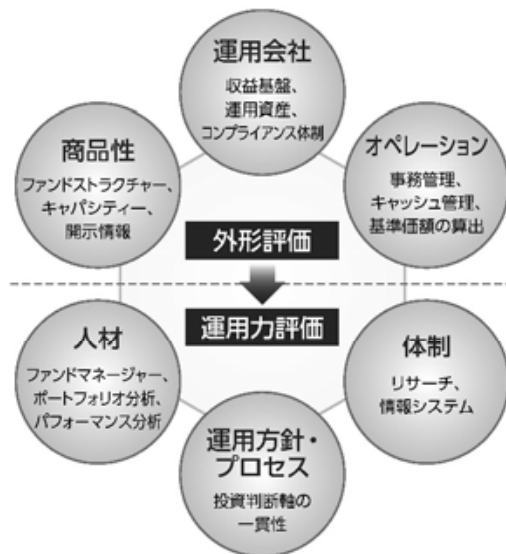 運用会社
収益基盤、
運用資産、
コンプライアンス体制
商品性
ファンドストラクチャー、
キャパシティー、
開示情報
オペレーション
事務管理、
キャッシュ管理、
基準価額の算出
外形評価
運用力評価
人材
ファンドマネージャー、
ポートフォリオ分析、
パフォーマンス分析
体制
リサーチ、
情報システム
運用方針・
プロセス
投資判断軸の
一貫性